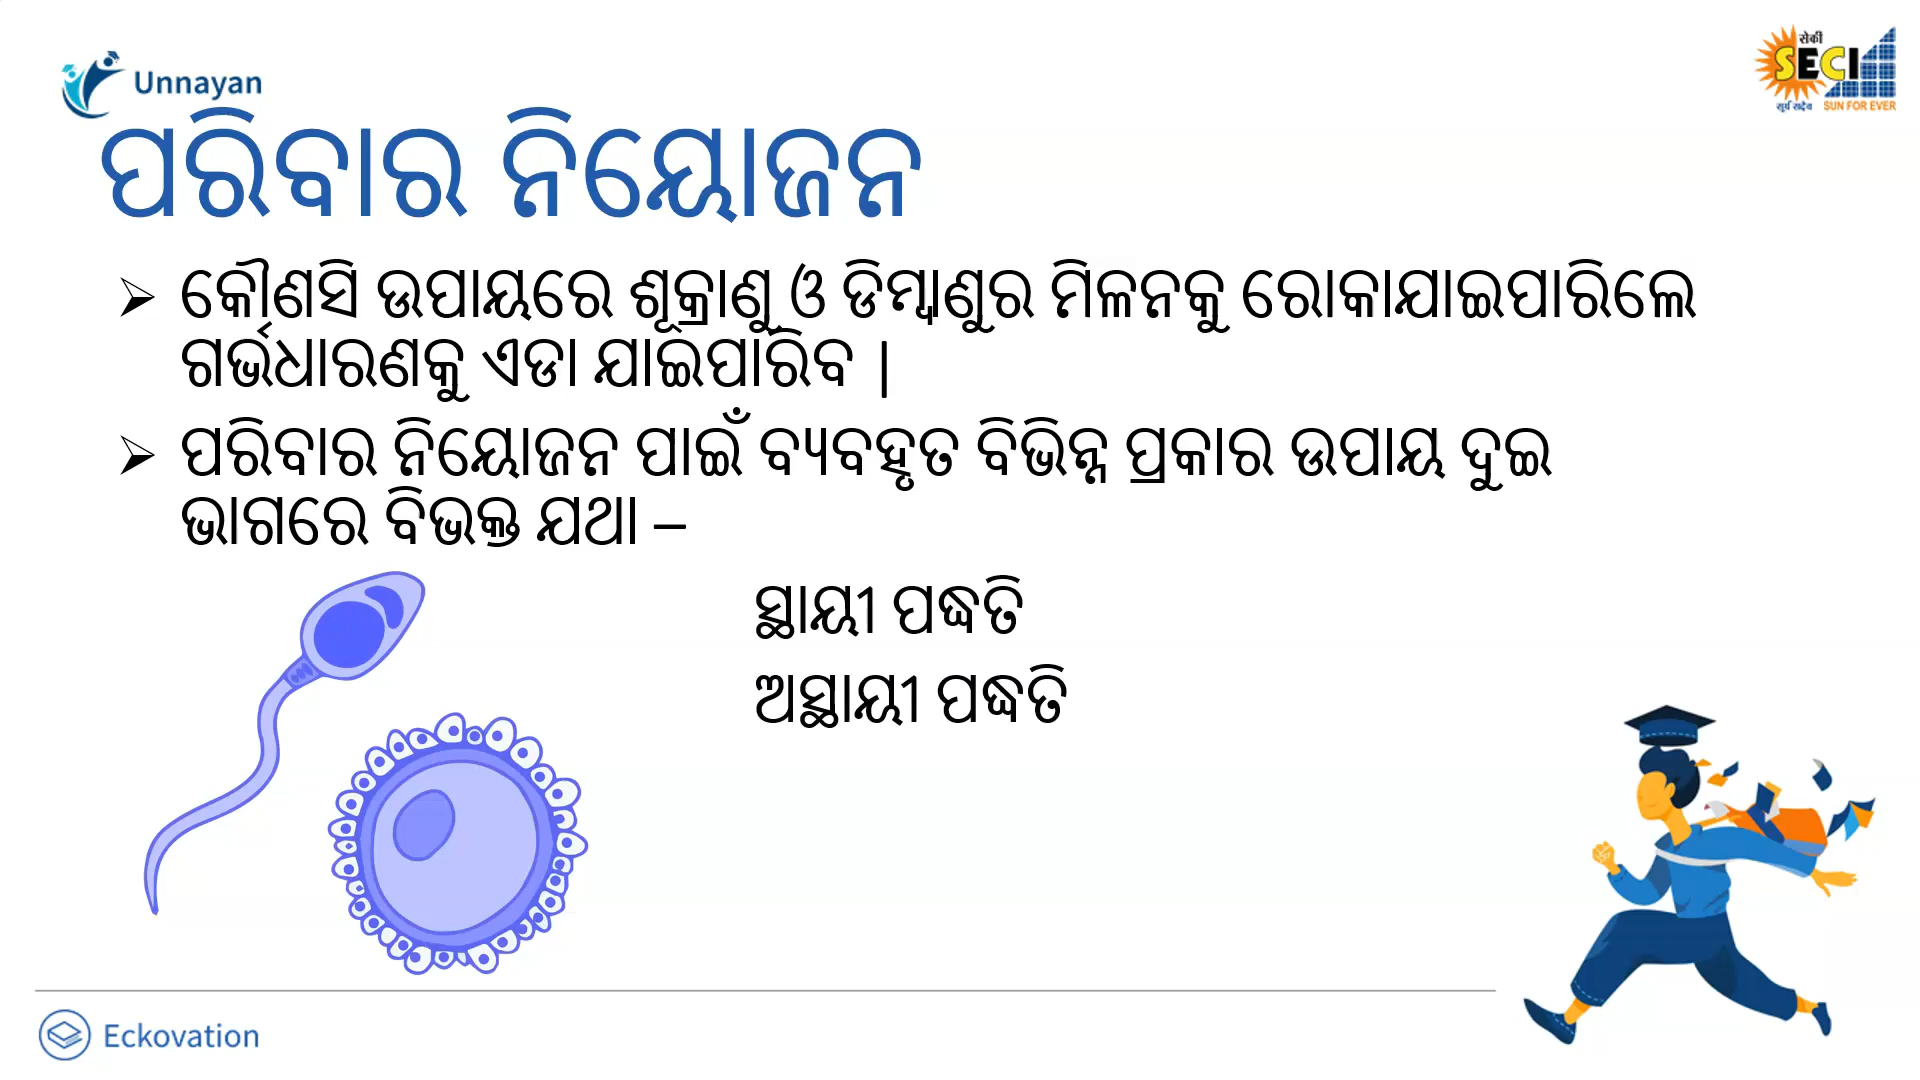 Unnayan
सेकी
SECI
सूर्य सदैव SUN FOR EVER
ପରିବାର ନିୟୋଜନ
➢ କୌଣସି ଉପାୟରେ ଶୂକ୍ରାଣୁ ଓ ଡିମ୍ବାଣୁର ମିଳନକୁ ରୋକାଯାଇପାରିଲେ
ଗର୍ଭଧାରଣକୁ ଏଡା ଯାଇପାରିବ |
➢ ପରିବାର ନିୟୋଜନ ପାଇଁ ବ୍ୟବହୃତ ବିଭିନ୍ନ ପ୍ରକାର ଉପାୟ ଦୁଇ
ଭାଗରେ ବିଭକ୍ତ ଯଥା –
ସ୍ଥାୟୀ ପଦ୍ଧତି
ଅସ୍ଥାୟୀ ପଦ୍ଧତି
Eckovation